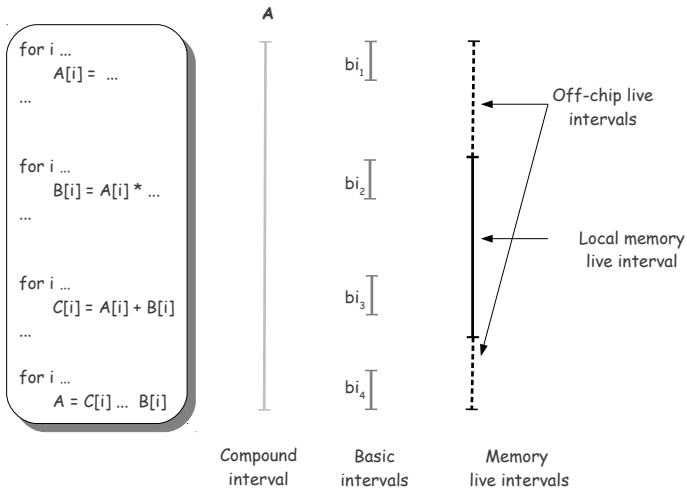 A
for i ...
A[i] = ...
...
for i ...
B[i] = A[i] * ...
...
for i ...
C[i] = A[i] + B[i]
...
for i ...
A = C[i] ... B[i]
bi1
bi2
bi3
bi4
Off-chip live
intervals
Local memory
live interval
Compound
interval
Basic
intervals
Memory
live intervals